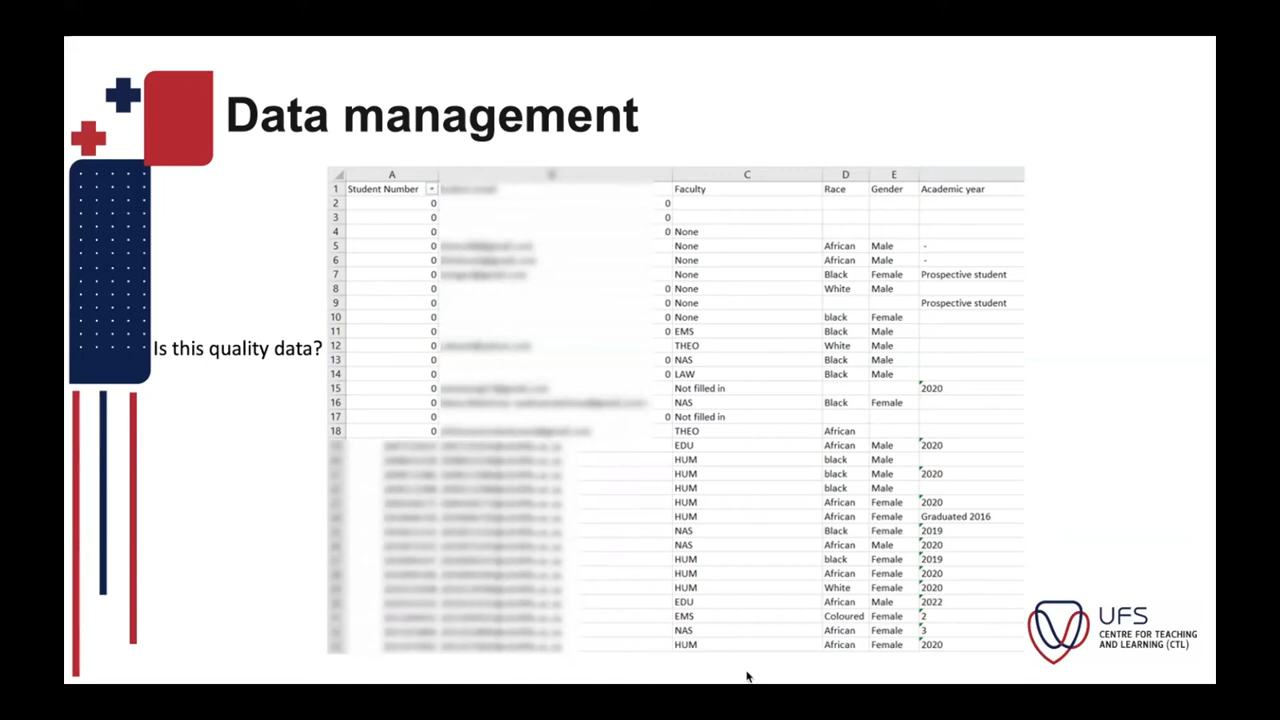 Data management
A C D E
1 Student Number Faculty Race Gender Academic year
2 0 0
3 0 0
4 0 0 None
5 0 None African Male -
6 0 None African Male -
7 0 None Black Female Prospective student
8 0 0 None White Male
9 0 0 None Prospective student
10 0 0 None black Female
11 0 0 EMS Black Male
12 0 THEO White Male
13 0 0 NAS Black Male
14 0 0 LAW Black Male
15 0 Not filled in 2020
16 0 NAS Black Female
17 0 0 Not filled in
18 0 THEO African
EDU African Male 2020
HUM black Male
HUM African Male 2020
HUM black Male
HUM African Female 2020
HUM African Female Graduated 2016
NAS Black Female 2019
NAS African Male 2020
HUM black Female 2019
HUM African Female 2020
HUM White Female 2020
EDU African Male 2022
EMS Coloured Female 2
NAS African Female 3
HUM African Female 2020
Is this quality data?
UFS
CENTRE FOR TEACHING
AND LEARNING (CTL)